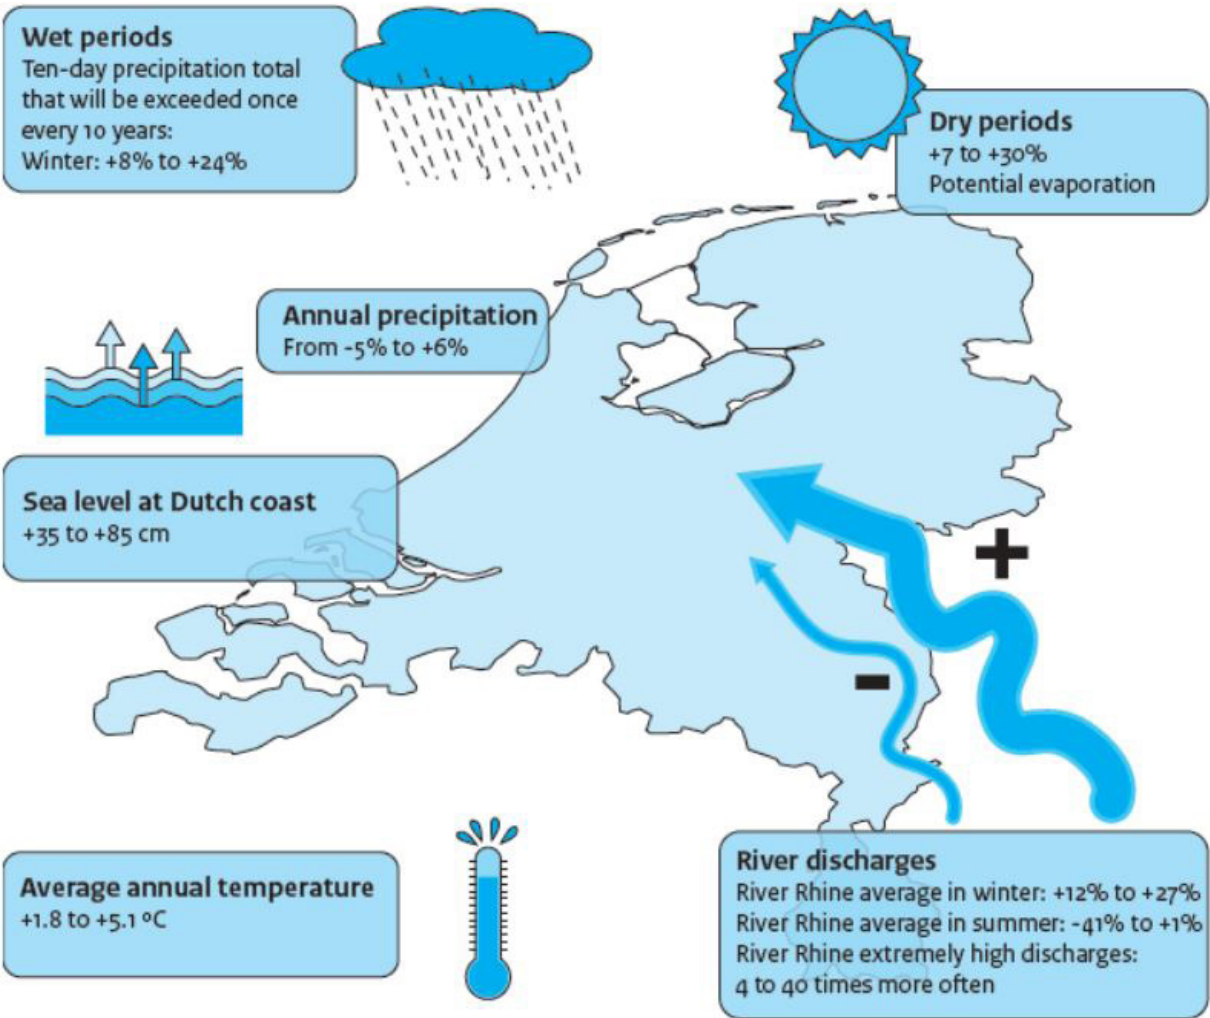 Wet periods
Ten-day precipitation total
that will be exceeded once
every 10 years:
Winter: +8% to +24%
Dry periods
+7 to +30%
Potential evaporation
Annual precipitation
From -5% to +6%
Sea level at Dutch coast
+35 to +85 cm
+
-
Average annual temperature
+1.8 to +5.1 ºC
River discharges
River Rhine average in winter: +12% to +27%
River Rhine average in summer: -41% to +1%
River Rhine extremely high discharges:
4 to 40 times more often